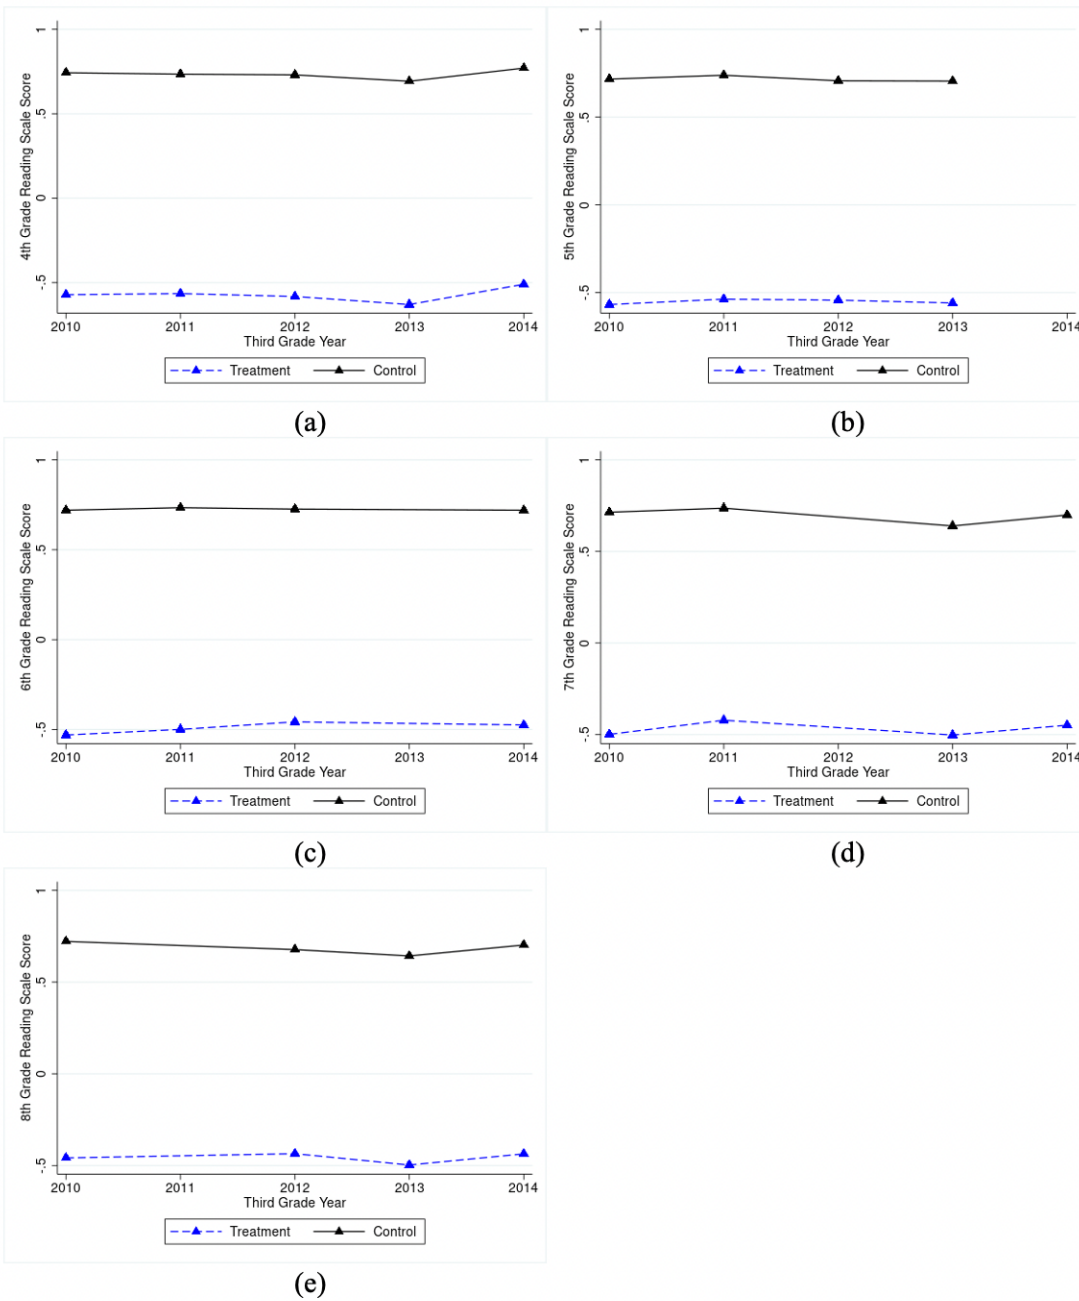 4th Grade Reading Scale Score
1
.5
0
-.5
2010 2011 2012 2013 2014
Third Grade Year
Treatment Control
(a)
5th Grade Reading Scale Score
1
.5
0
-.5
2010 2011 2012 2013 2014
Third Grade Year
Treatment Control
(b)
6th Grade Reading Scale Score
1
.5
0
-.5
2010 2011 2012 2013 2014
Third Grade Year
Treatment Control
(c)
7th Grade Reading Scale Score
1
.5
0
-.5
2010 2011 2012 2013 2014
Third Grade Year
Treatment Control
(d)
8th Grade Reading Scale Score
1
.5
0
-.5
2010 2011 2012 2013 2014
Third Grade Year
Treatment Control
(e)